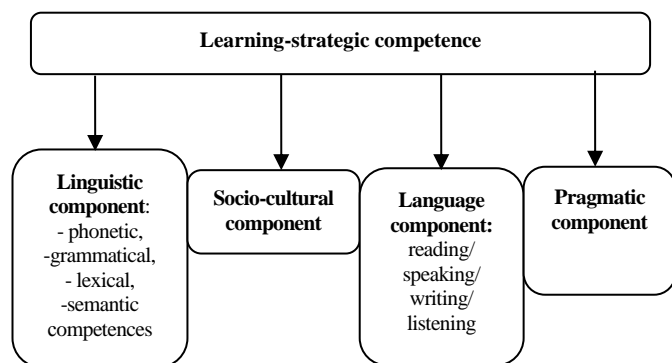 Learning-strategic competence
Linguistic
component:
- phonetic,
-grammatical,
- lexical,
-semantic
competences
Socio-cultural
component
Language
component:
reading/
speaking/
writing/
listening
Pragmatic
component